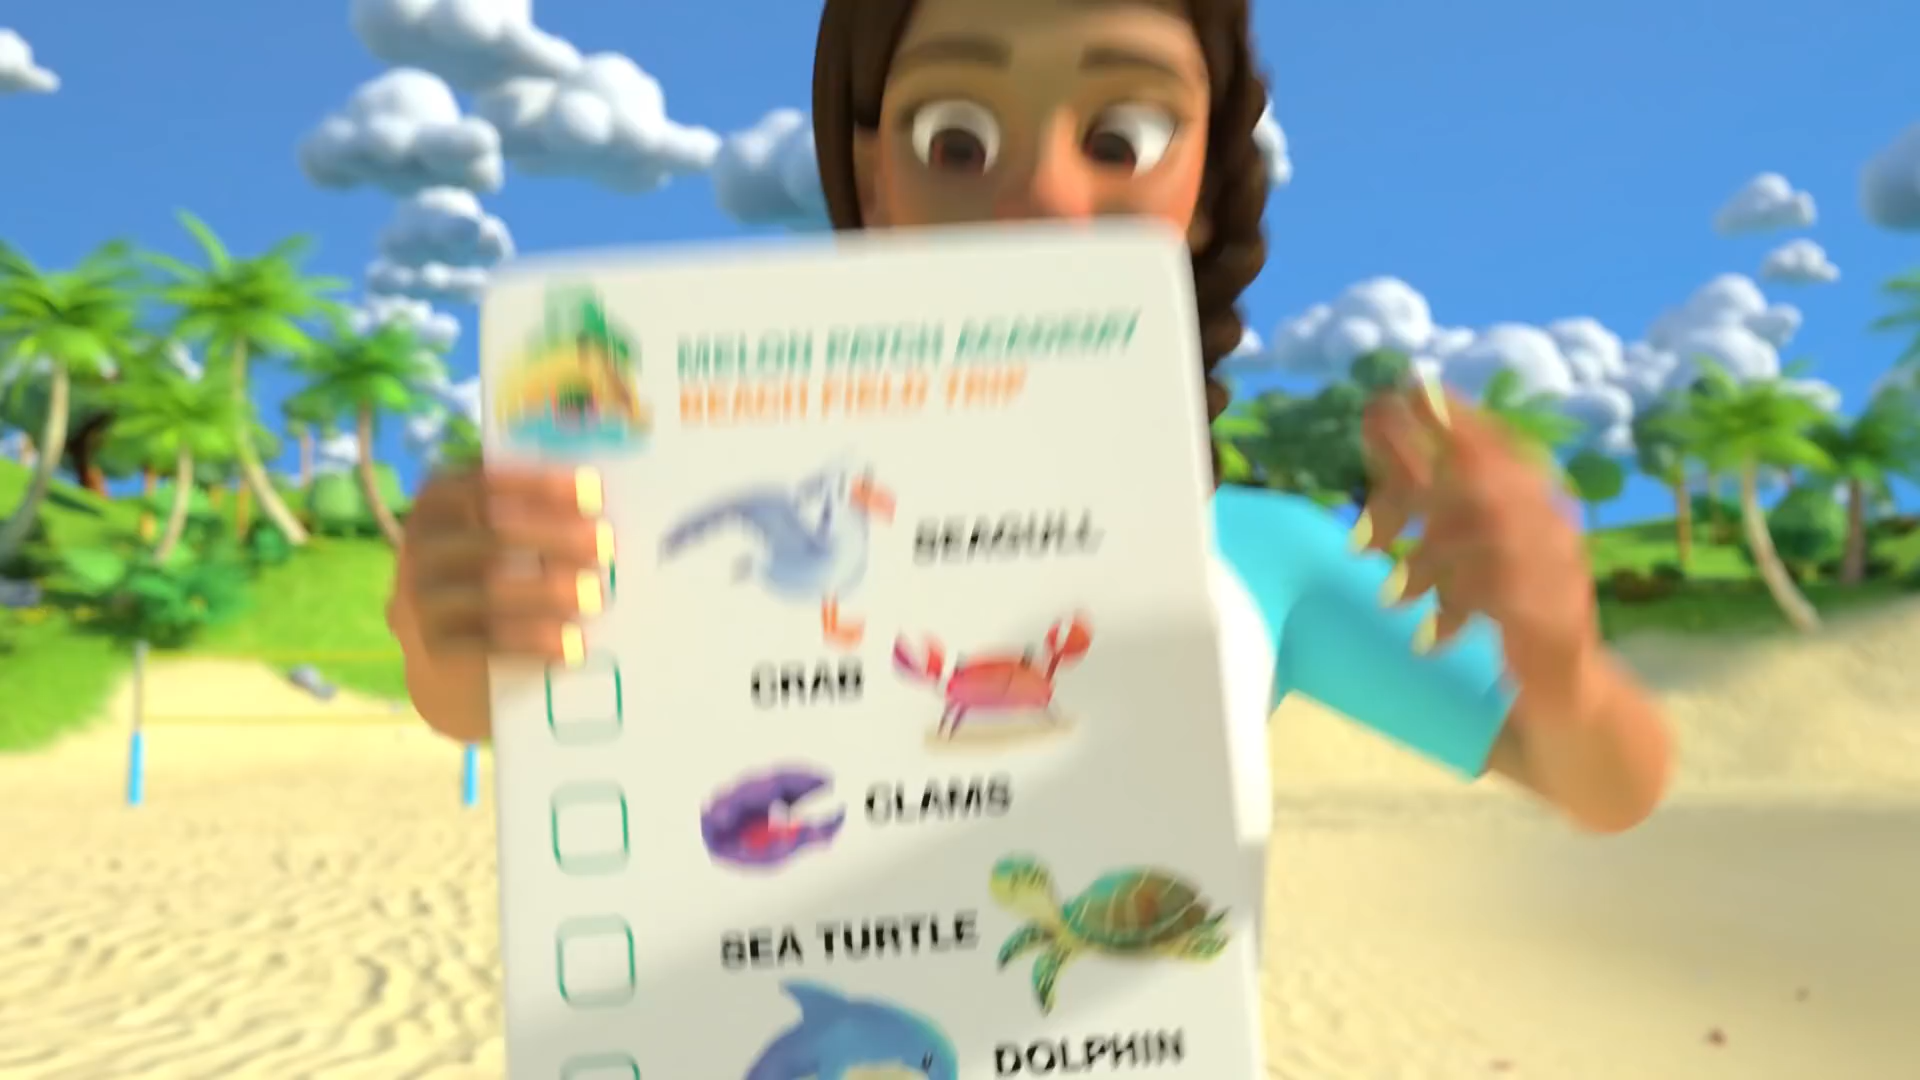 MELON PATCH ACADEMY
BEACH FIELD TRIP
SEAGULL
CRAB
CLAMS
SEA TURTLE
DOLPHIN